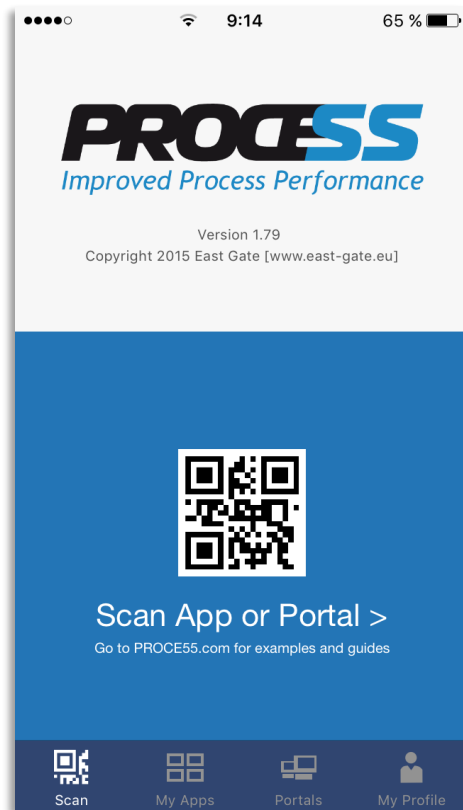 9:14
65 %
PROCE55
Improved Process Performance
Version 1.79
Copyright 2015 East Gate [www.east-gate.eu]
Scan App or Portal >
Go to PROCE55.com for examples and guides
Scan
My Apps
Portals
My Profile